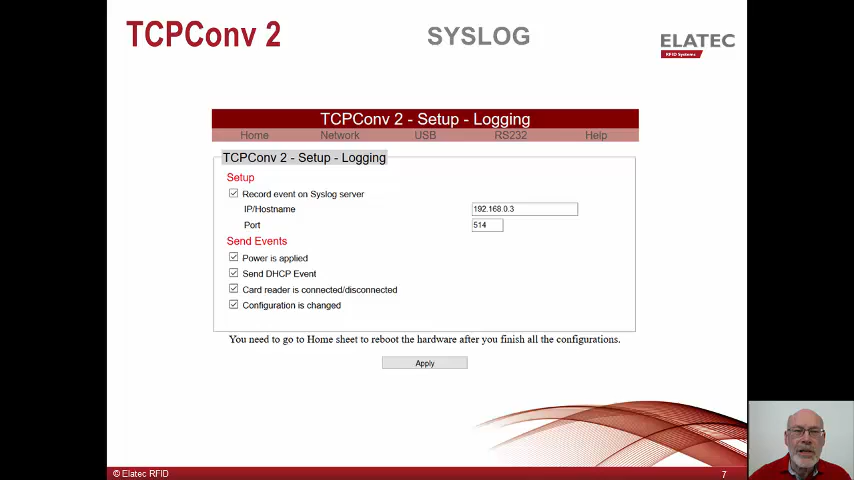 TCPConv 2
SYSLOG
ELATEC
RFID Systems
TCPConv 2 - Setup - Logging
Home Network USB RS232 Help
TCPConv 2 - Setup - Logging
Setup
Record event on Syslog server
IP/Hostname 192.168.0.3
Port 514
Send Events
Power is applied
Send DHCP Event
Card reader is connected/disconnected
Configuration is changed
You need to go to Home sheet to reboot the hardware after you finish all the configurations.
Apply
© Elatec RFID 7